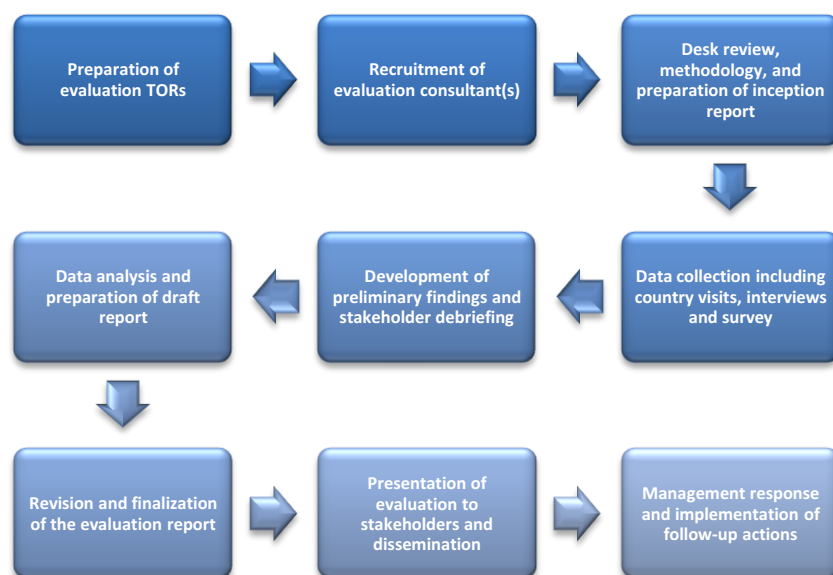 Preparation of
evaluation TORs
Recruitment of
evaluation consultant(s)
Desk review,
methodology, and
preparation of inception
report
Data collection including
country visits, interviews
and survey
Development of
preliminary findings and
stakeholder debriefing
Data analysis and
preparation of draft
report
Revision and finalization
of the evaluation report
Presentation of
evaluation to
stakeholders and
dissemination
Management response
and implementation of
follow-up actions